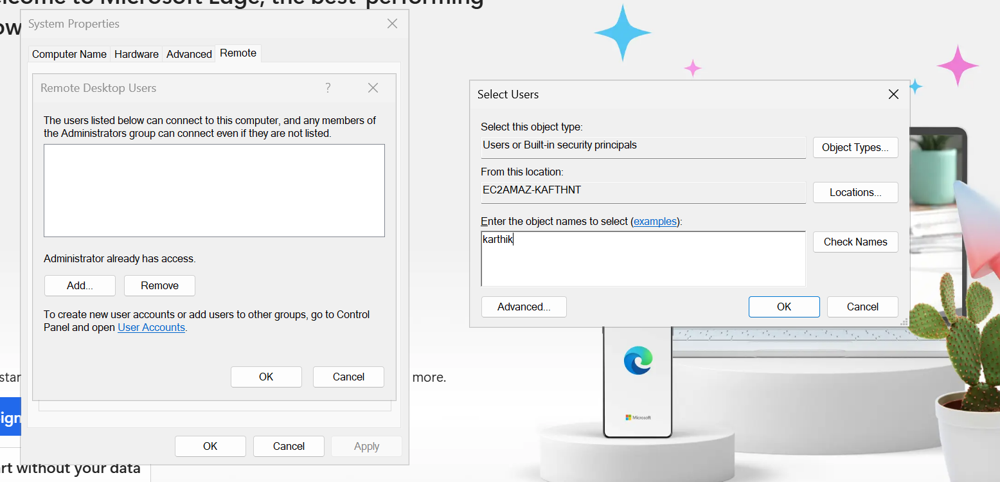 lcome to Microsoft Edge, the best-performing
ow
System Properties
Computer Name
Hardware
Advanced
Remote
Remote Desktop Users
?
The users listed below can connect to this computer, and any members of
the Administrators group can connect even if they are not listed.
Administrator already has access.
Add...
Remove
To create new user accounts or add users to other groups, go to Control
Panel and open User Accounts.
OK
Cancel
OK
Cancel
Apply
Select Users
Select this object type:
Users or Built-in security principals
Object Types...
From this location:
EC2AMAZ-KAFTHNT
Locations...
Enter the object names to select (examples):
karthik
Check Names
Advanced...
OK
Cancel
star
more.
ign
rt without your data
Microsoft